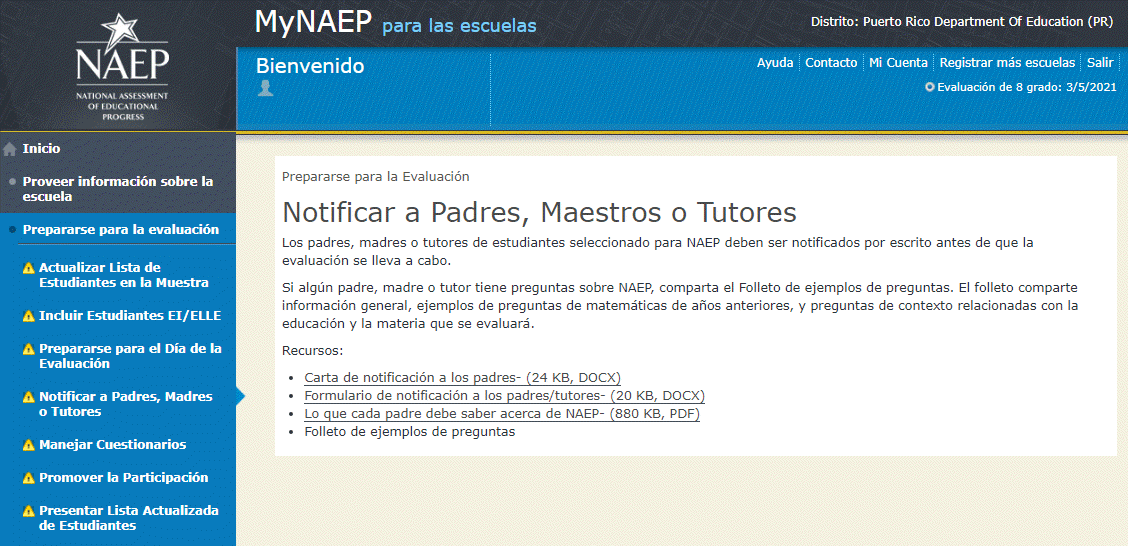 NAEP
NATIONAL ASSESSMENT
OF EDUCATIONAL
PROGRESS
MyNAEP para las escuelas
Distrito: Puerto Rico Department Of Education (PR)
Bienvenido
Ayuda Contacto Mi Cuenta Registrar más escuelas Salir
Evaluación de 8 grado: 3/5/2021
Inicio
Proveer información sobre la
escuela
Prepararse para la evaluación
Actualizar Lista de
Estudiantes en la Muestra
Incluir Estudiantes EI/ELLE
Prepararse para el Día de la
Evaluación
Notificar a Padres, Madres
o Tutores
Manejar Cuestionarios
Promover la Participación
Presentar Lista Actualizada
de Estudiantes
Prepararse para la Evaluación
Notificar a Padres, Maestros o Tutores
Los padres, madres o tutores de estudiantes seleccionado para NAEP deben ser notificados por escrito antes de que la
evaluación se lleva a cabo.
Si algún padre, madre o tutor tiene preguntas sobre NAEP, comparta el Folleto de ejemplos de preguntas. El folleto comparte
información general, ejemplos de preguntas de matemáticas de años anteriores, y preguntas de contexto relacionadas con la
educación y la materia que se evaluará.
Recursos:
• Carta de notificación a los padres- (24 KB, DOCX)
• Formulario de notificación a los padres/tutores- (20 KB, DOCX)
• Lo que cada padre debe saber acerca de NAEP- (880 KB, PDF)
• Folleto de ejemplos de preguntas